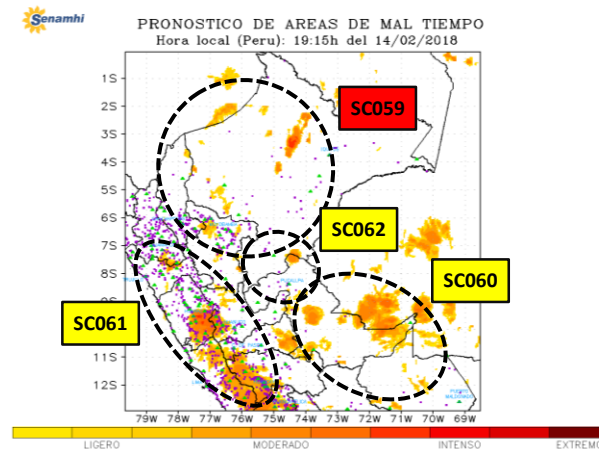 Senamhi
PRONOSTICO DE AREAS DE MAL TIEMPO
Hora local (Peru): 19:15h del 14/02/2018
1S
2S
SC059
3S
4S
5S
6S
SC062
7S
8S
SC060
SC061
11S
12S
79W 78W 77W 76W 75W 74W 73W 72W 71W 70W 69W
LIGERO MODERADO INTENSO EXTREMO